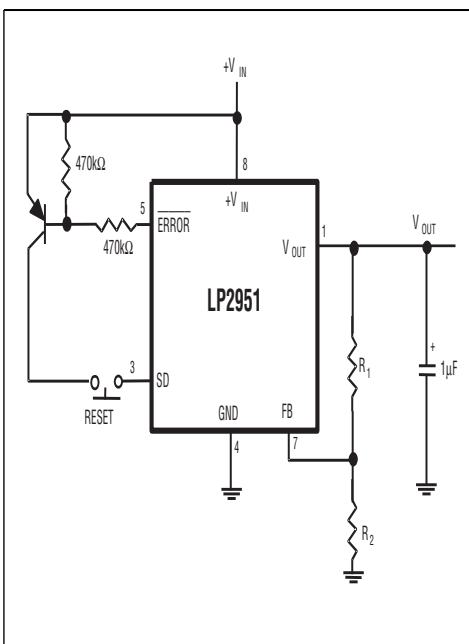 +V IN
470kΩ
8
5
+V IN
ERROR
1
V OUT
V OUT
470kΩ
LP2951
+
1µF
R1
3
SD
RESET
GND
FB
4
7
R2